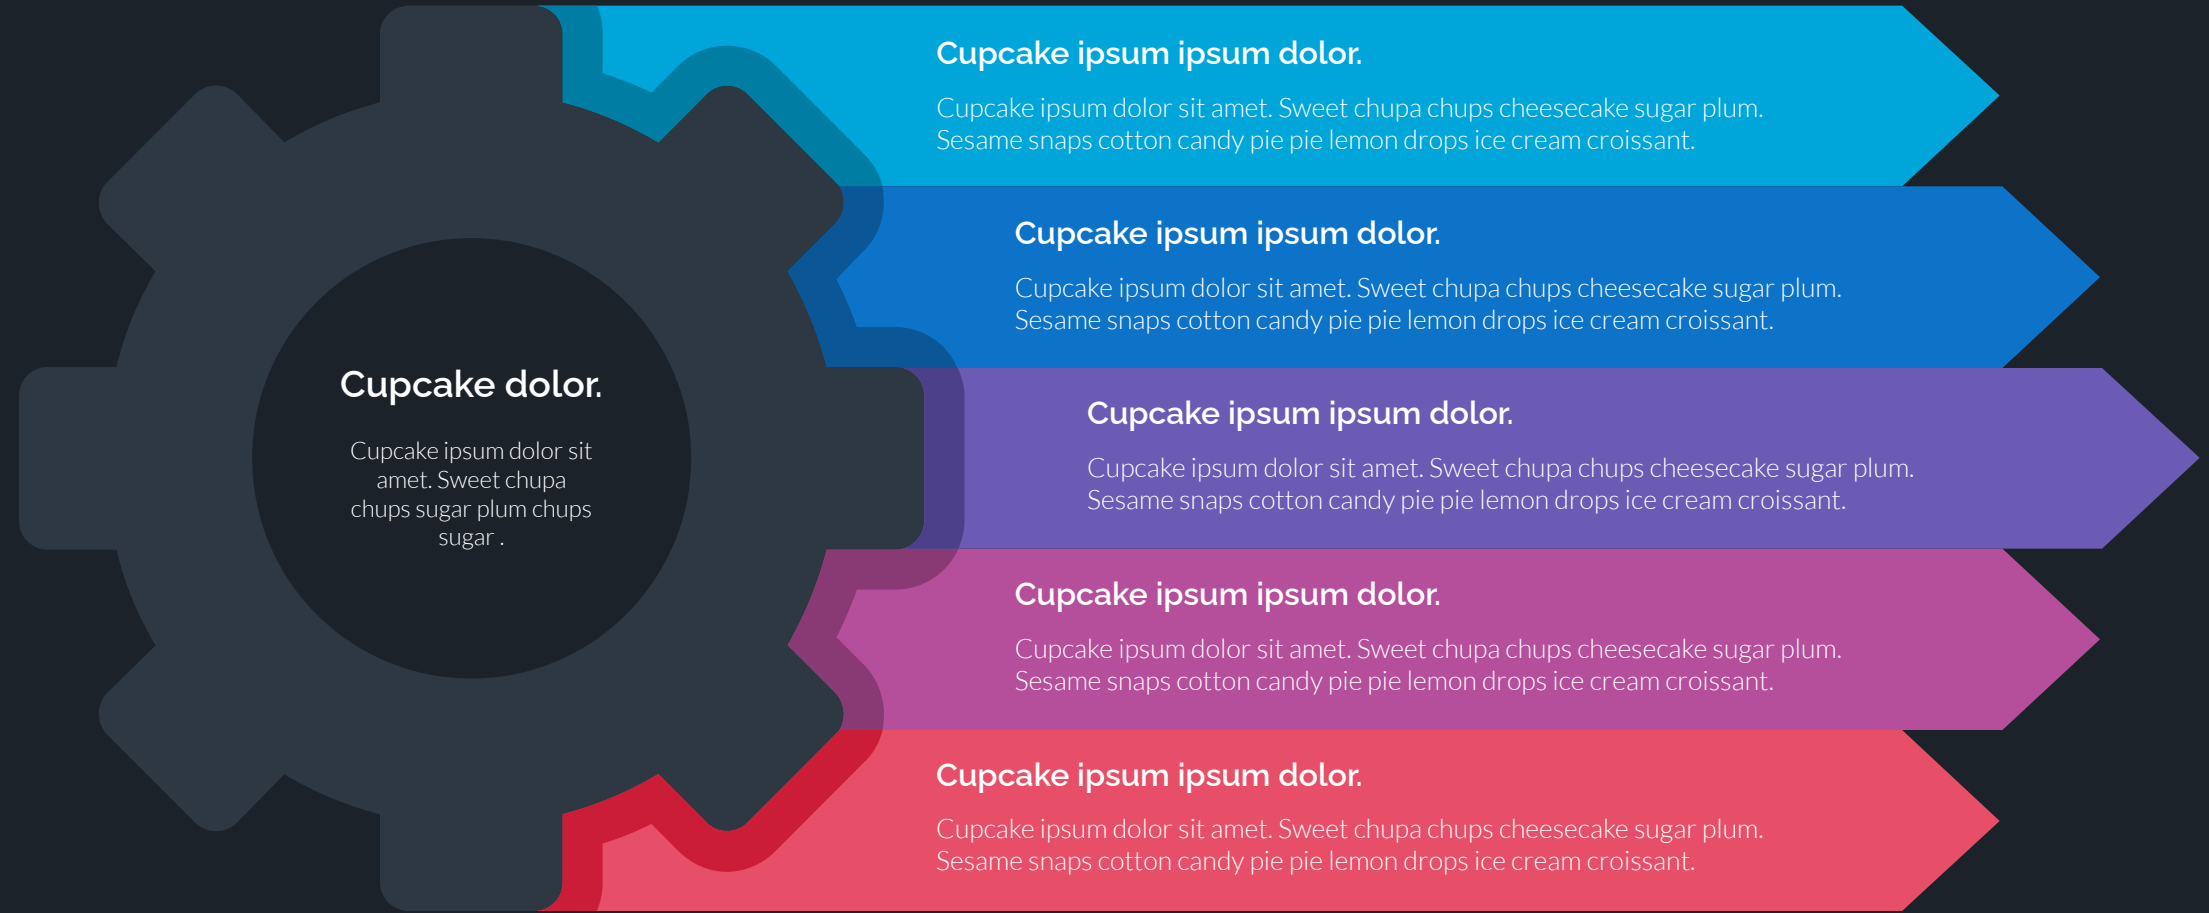 Cupcake ipsum ipsum dolor.
Cupcake ipsum dolor sit amet. Sweet chupa chups cheesecake sugar plum.
Sesame snaps cotton candy pie pie lemon drops ice cream croissant.
Cupcake ipsum ipsum dolor.
Cupcake ipsum dolor sit amet. Sweet chupa chups cheesecake sugar plum.
Sesame snaps cotton candy pie pie lemon drops ice cream croissant.
Cupcake dolor.
Cupcake ipsum dolor sit
amet. Sweet chupa
chups sugar plum chups
sugar .
Cupcake ipsum ipsum dolor.
Cupcake ipsum dolor sit amet. Sweet chupa chups cheesecake sugar plum.
Sesame snaps cotton candy pie pie lemon drops ice cream croissant.
Cupcake ipsum ipsum dolor.
Cupcake ipsum dolor sit amet. Sweet chupa chups cheesecake sugar plum.
Sesame snaps cotton candy pie pie lemon drops ice cream croissant.
Cupcake ipsum ipsum dolor.
Cupcake ipsum dolor sit amet. Sweet chupa chups cheesecake sugar plum.
Sesame snaps cotton candy pie pie lemon drops ice cream croissant.